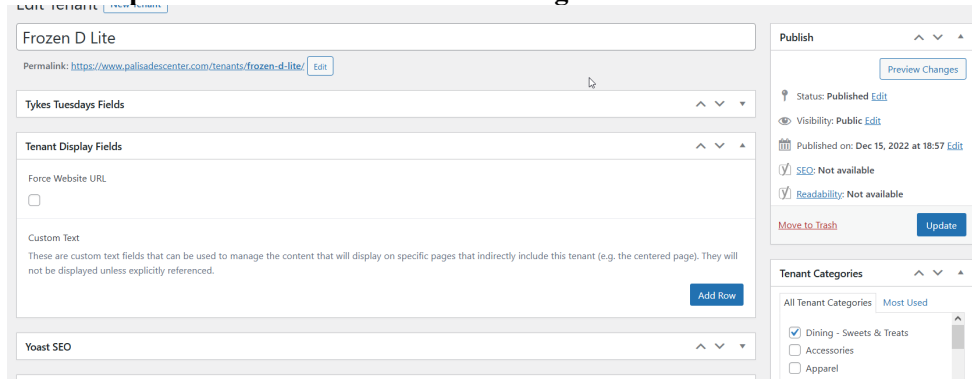 Edit Tenant New Tenant
Frozen D Lite
Permalink: https://www.palisadescenter.com/tenants/frozen-d-lite/ Edit
Tykes Tuesdays Fields
Tenant Display Fields
Force Website URL
Custom Text
These are custom text fields that can be used to manage the content that will display on specific pages that indirectly include this tenant (e.g. the centered page). They will
not be displayed unless explicitly referenced.
Add Row
Yoast SEO
Publish
Preview Changes
Status: Published Edit
Visibility: Public Edit
Published on: Dec 15, 2022 at 18:57 Edit
SEO: Not available
Readability: Not available
Move to Trash Update
Tenant Categories
All Tenant Categories Most Used
Dining - Sweets & Treats
Accessories
Apparel